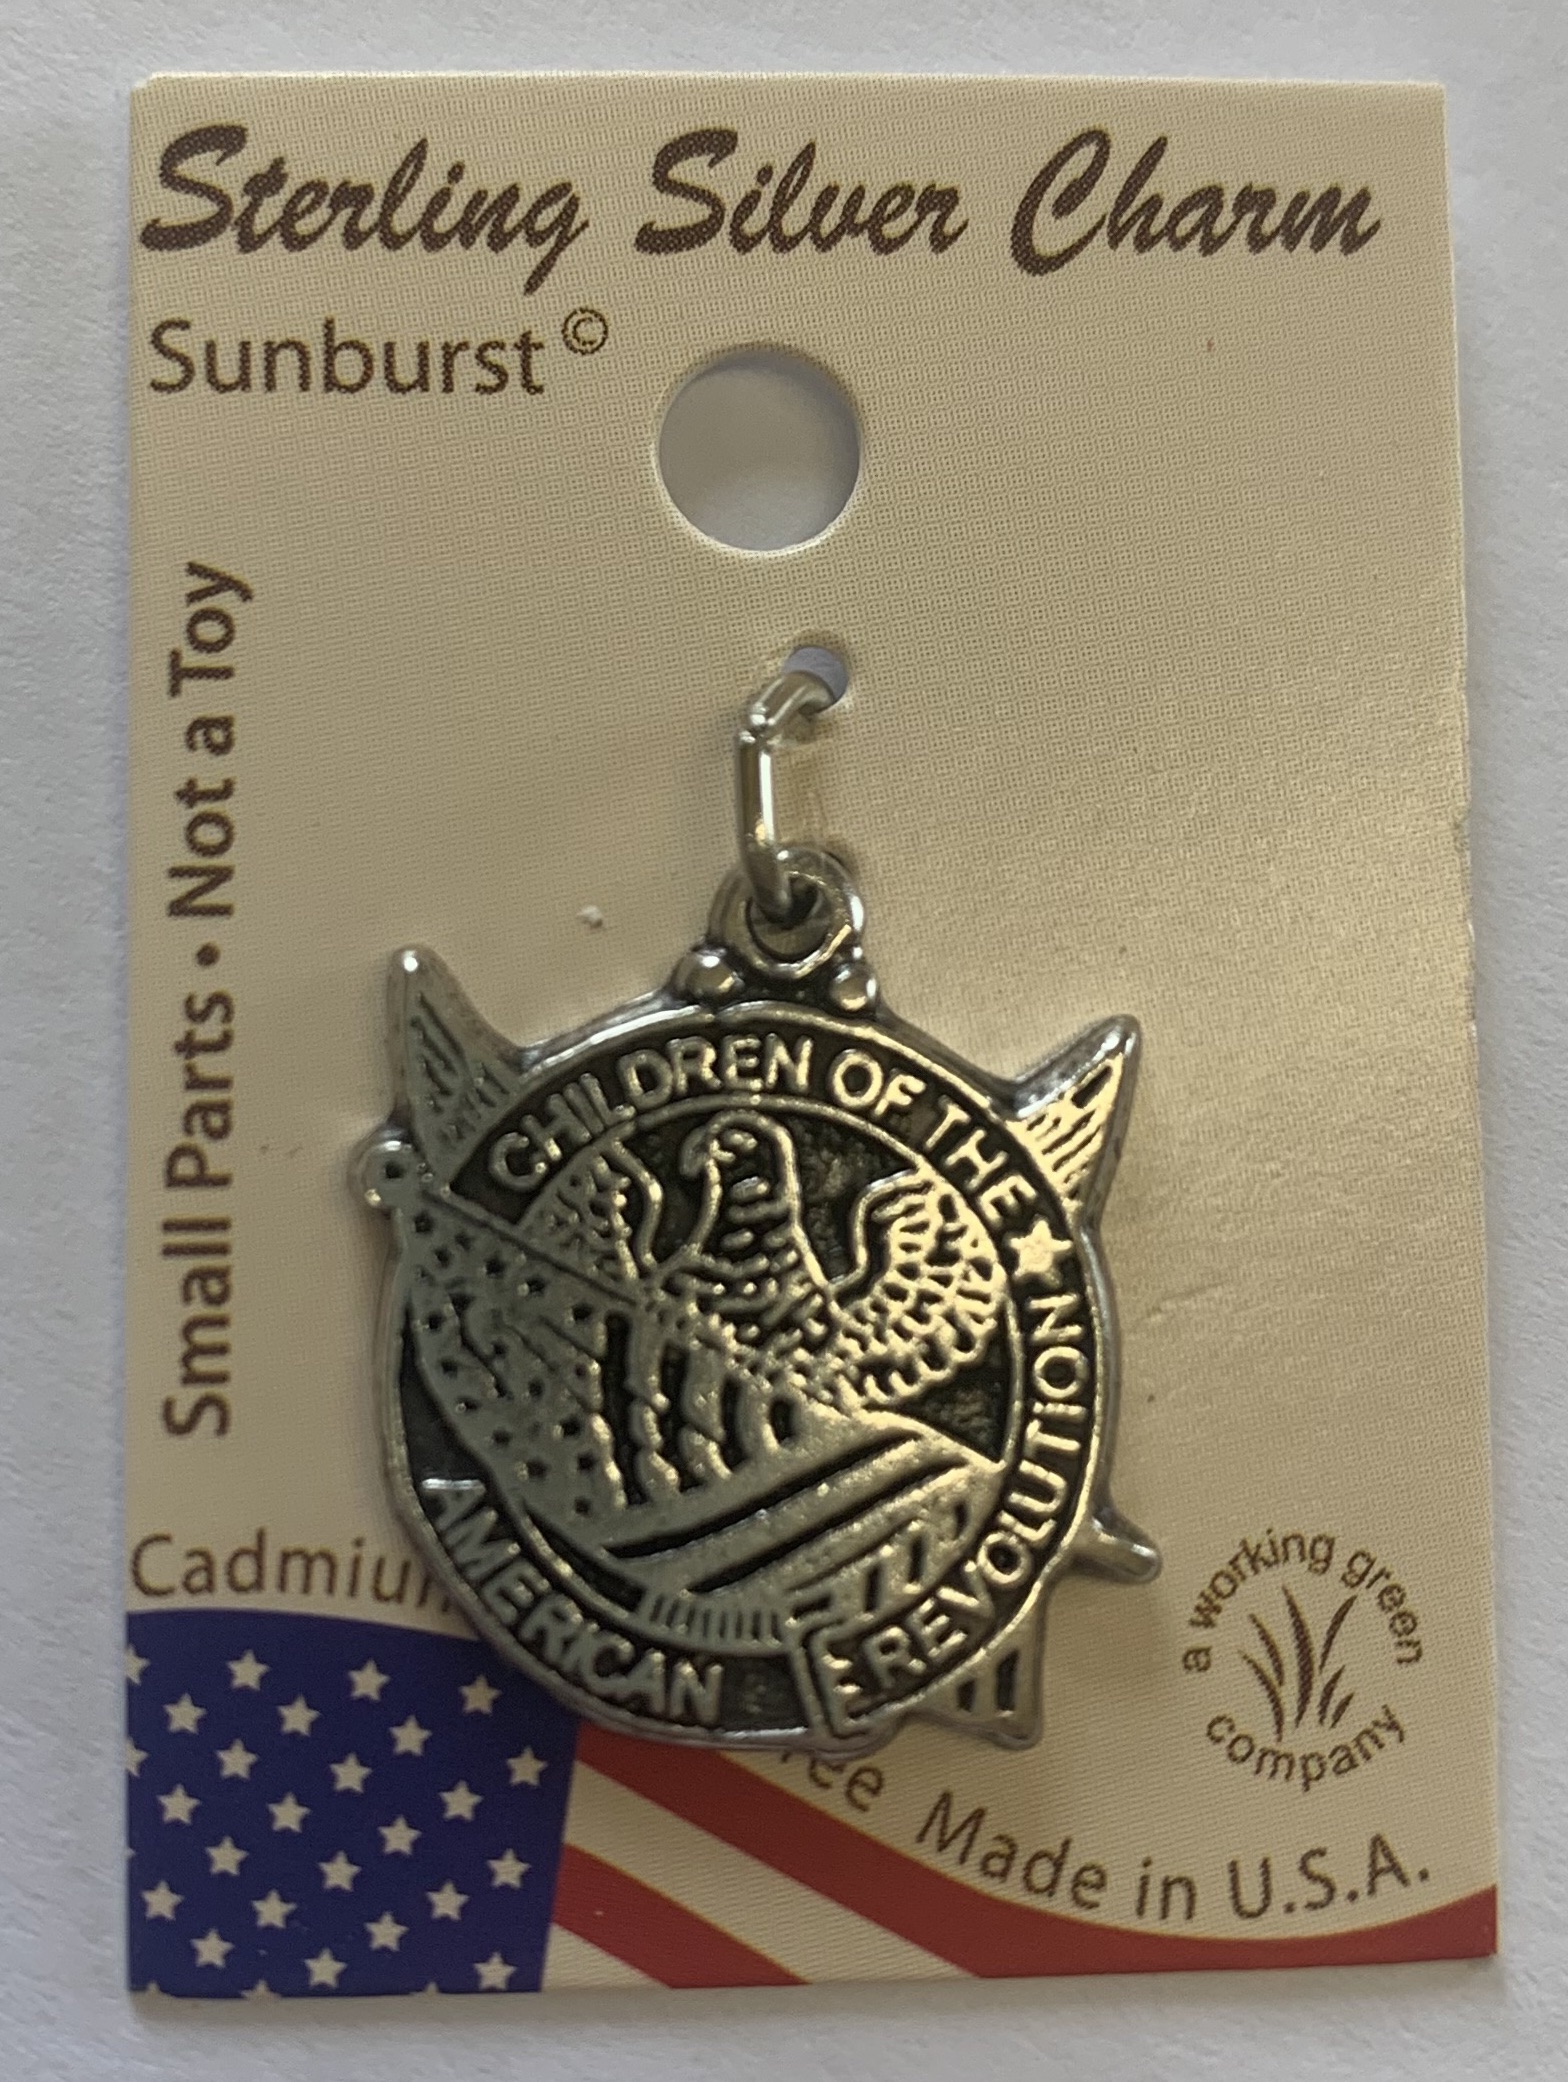 Sterling Silver Charm
Sunburst©
Small Parts • Not a Toy
CHILDREN OF THE
AMERICAN
REVOLUTION
Made in U.S.A.
a working green
company